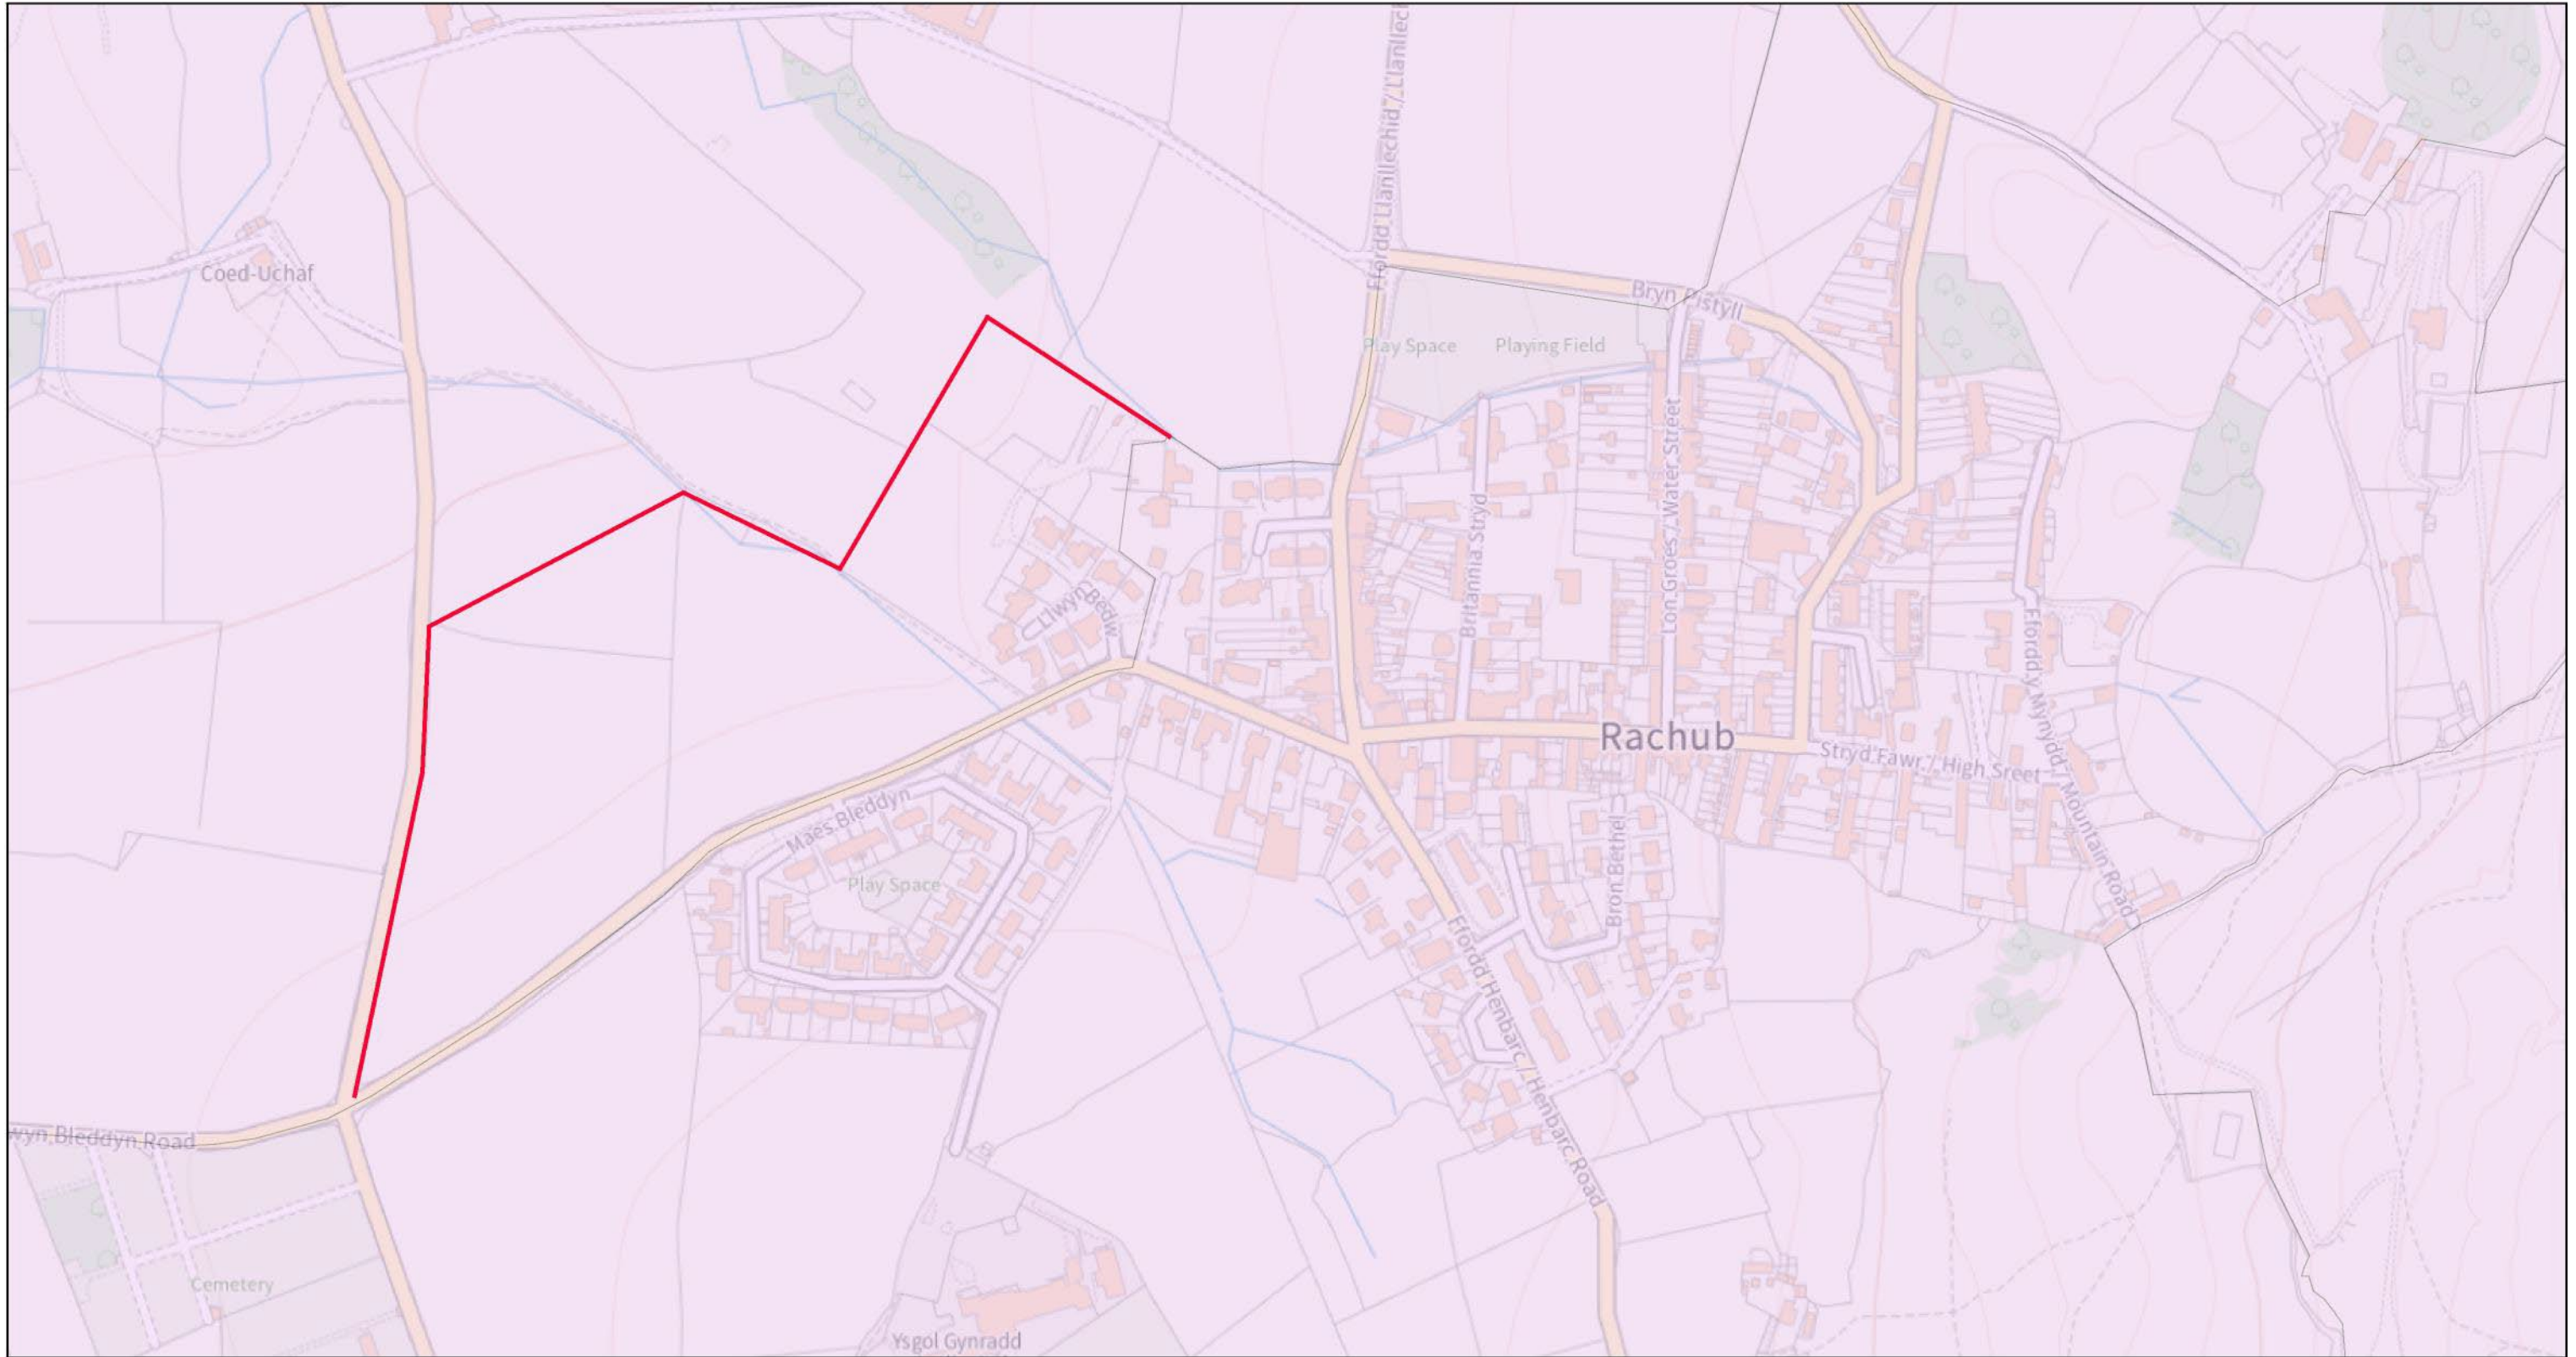 Ffordd Llanllechid / Llanllech
Coed-Uchaf
Bryn Pistyll
Play Space
Playing Field
Britannia Stryd
Lon Groes / Water Street
Llwyn Bedw
Ffordd y Mynydd / Mountain Road
Rachub
Stryd Fawr / High Sreet
Maes Bleddyn
Play Space
Bron Bethel
Ffordd Henbarc / Henbarc Road
wyn Bleddyn Road
Cemetery
Ysgol Gynradd